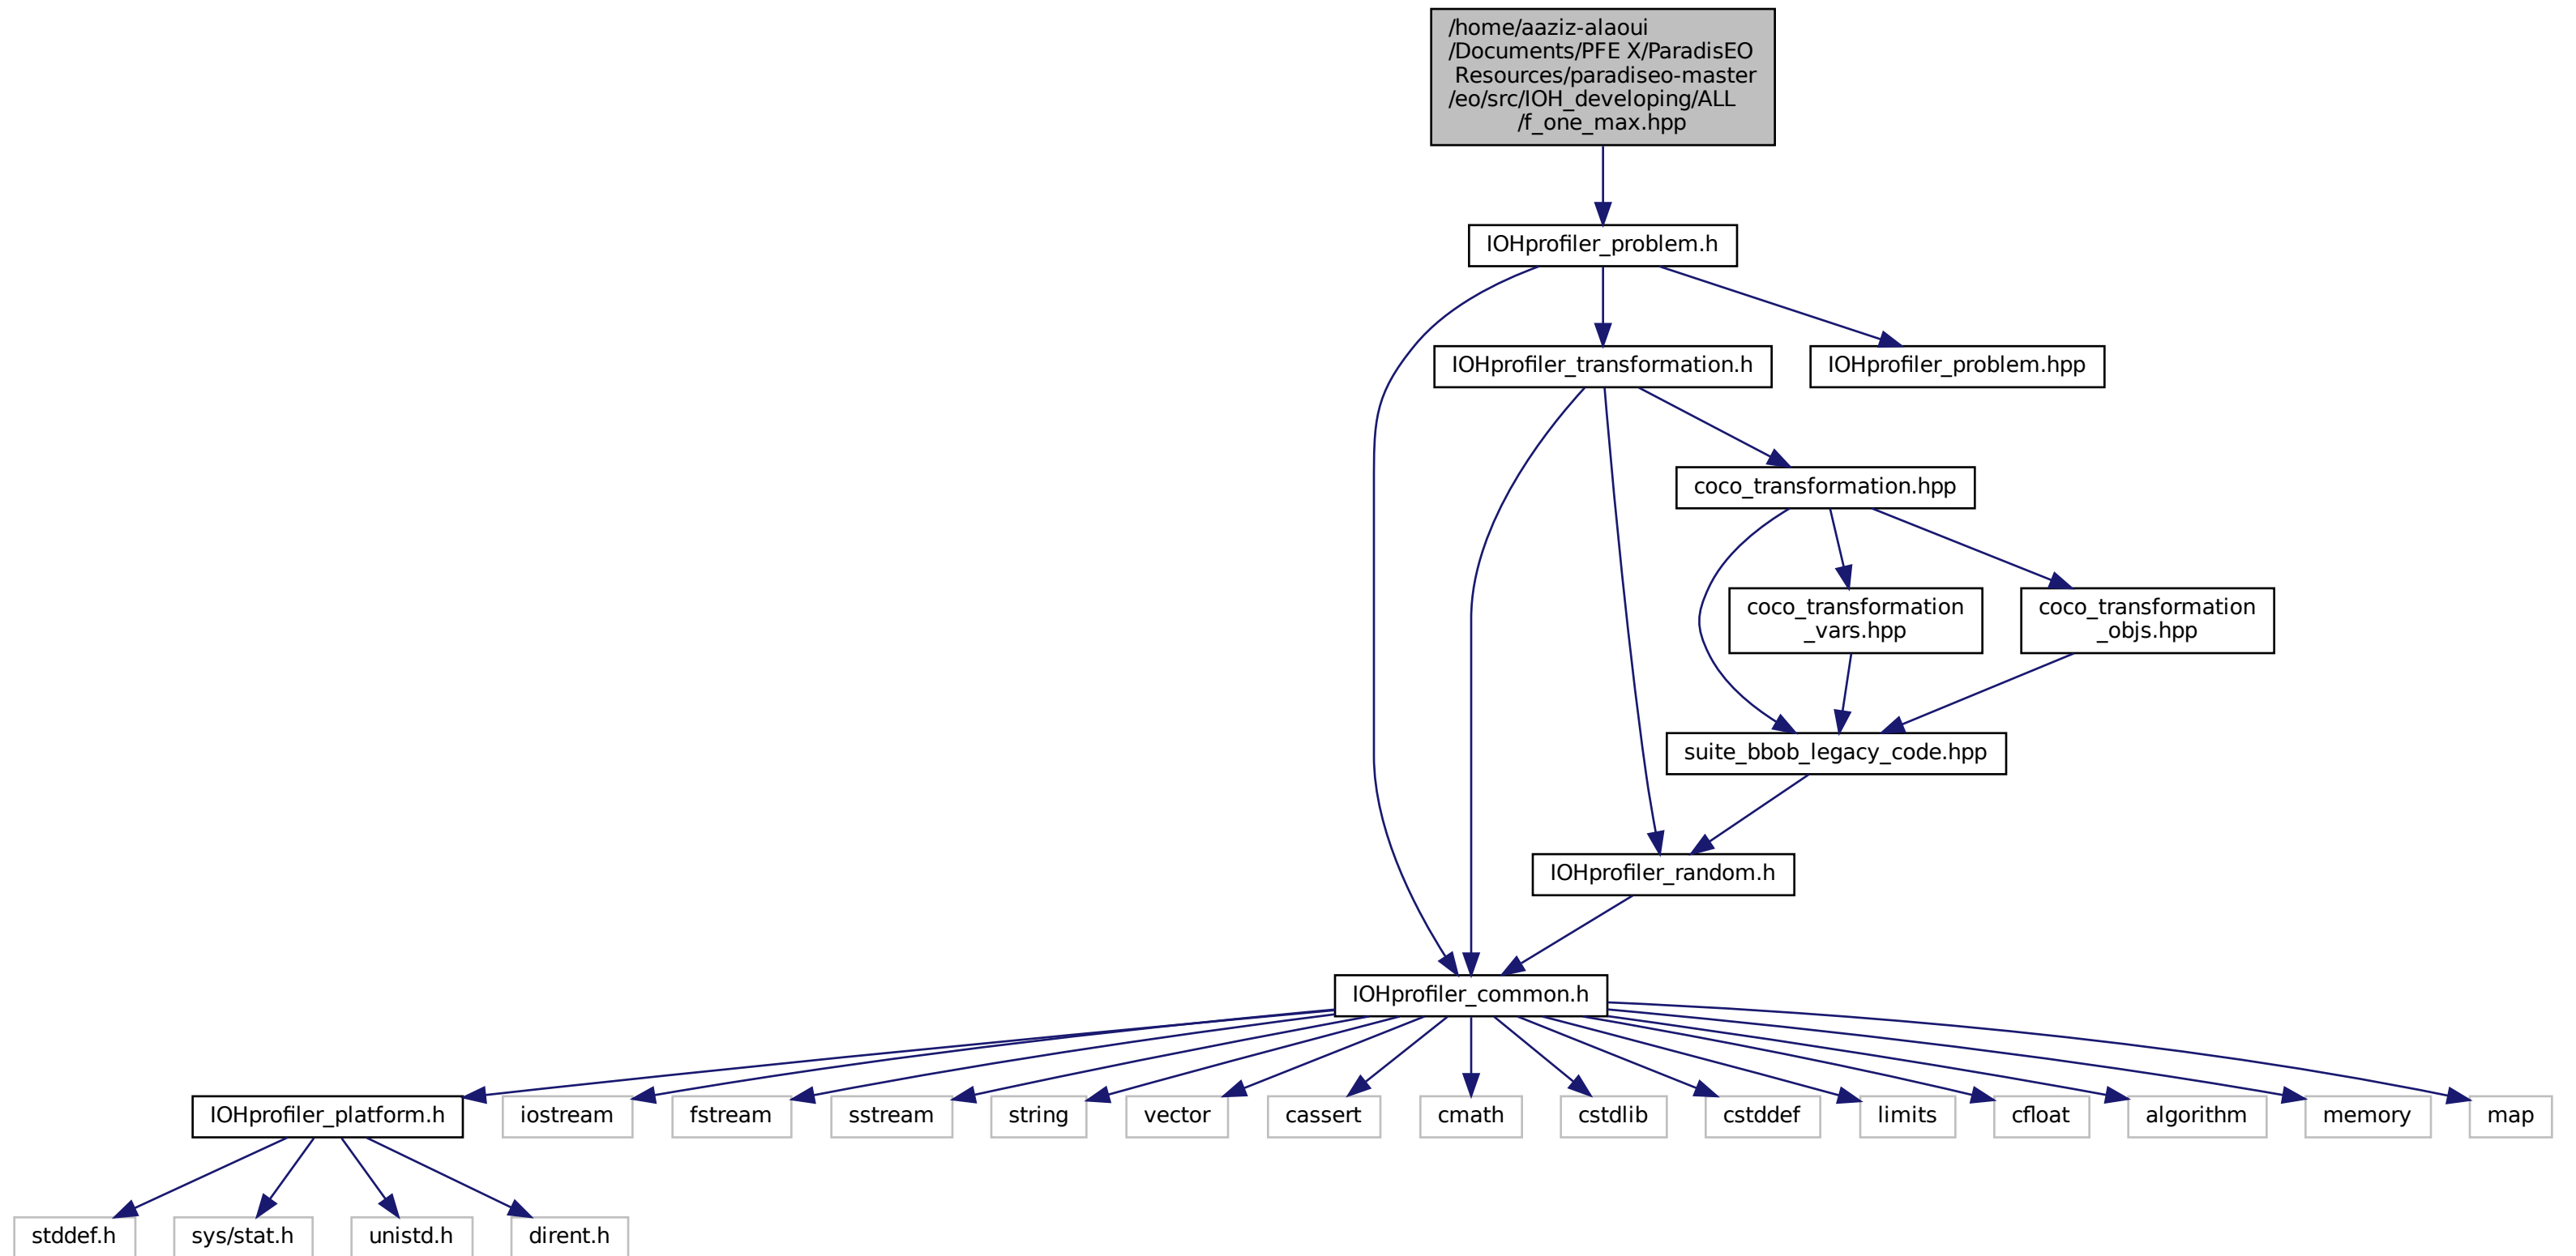 /home/aaziz-alaoui
/Documents/PFE X/ParadisEO
Resources/paradiseo-master
/eo/src/IOH_developing/ALL
/f_one_max.hpp
IOHprofiler_problem.h
IOHprofiler_transformation.h
IOHprofiler_problem.hpp
coco_transformation.hpp
coco_transformation
_vars.hpp
coco_transformation
_objs.hpp
suite_bbob_legacy_code.hpp
IOHprofiler_random.h
IOHprofiler_common.h
IOHprofiler_platform.h
iostream
fstream
sstream
string
vector
cassert
cmath
cstdlib
cstddef
limits
cfloat
algorithm
memory
map
stddef.h
sys/stat.h
unistd.h
dirent.h